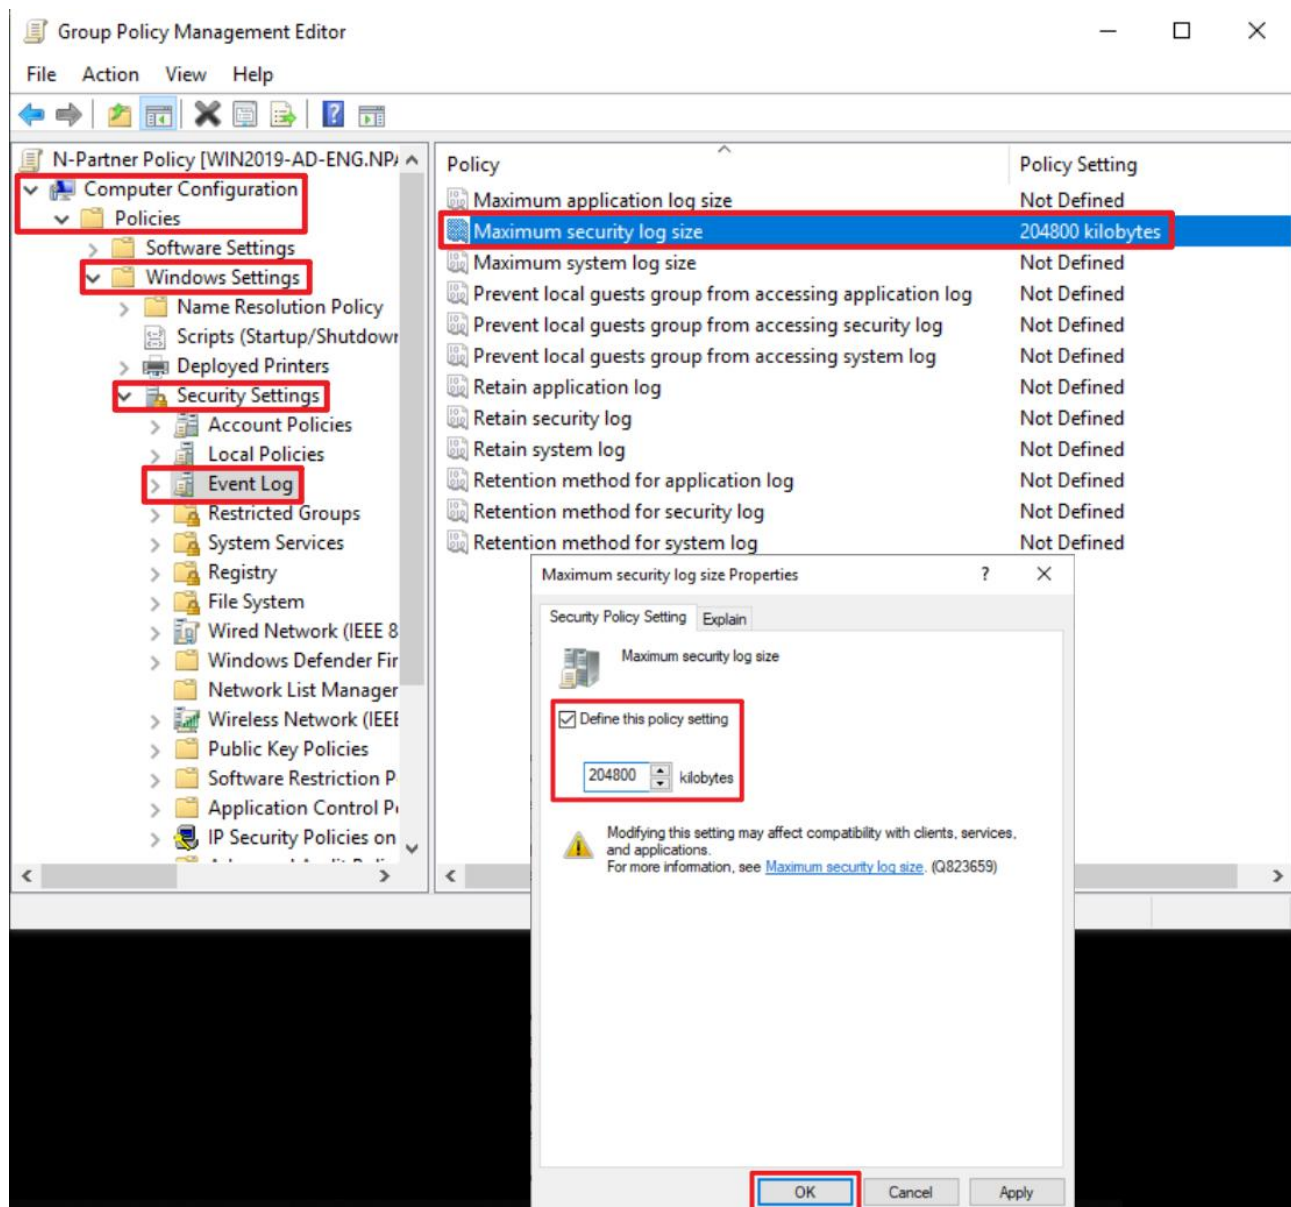 Group Policy Management Editor
File Action View Help
N-Partner Policy [WIN2019-AD-ENG.NPA
Computer Configuration
Policies
Software Settings
Windows Settings
Name Resolution Policy
Scripts (Startup/Shutdown
Deployed Printers
Security Settings
Account Policies
Local Policies
Event Log
Restricted Groups
System Services
Registry
File System
Wired Network (IEEE 8
Windows Defender Fir
Network List Manager
Wireless Network (IEEE
Public Key Policies
Software Restriction P
Application Control P
IP Security Policies on
Policy Policy Setting
Maximum application log size Not Defined
Maximum security log size 204800 kilobytes
Maximum system log size Not Defined
Prevent local guests group from accessing application log Not Defined
Prevent local guests group from accessing security log Not Defined
Prevent local guests group from accessing system log Not Defined
Retain application log Not Defined
Retain security log Not Defined
Retain system log Not Defined
Retention method for application log Not Defined
Retention method for security log Not Defined
Retention method for system log Not Defined
Maximum security log size Properties ?
Security Policy Setting Explain
Maximum security log size
Define this policy setting
204800 kilobytes
Modifying this setting may affect compatibility with clients, services,
and applications.
For more information, see Maximum security log size. (Q823659)
OK Cancel Apply